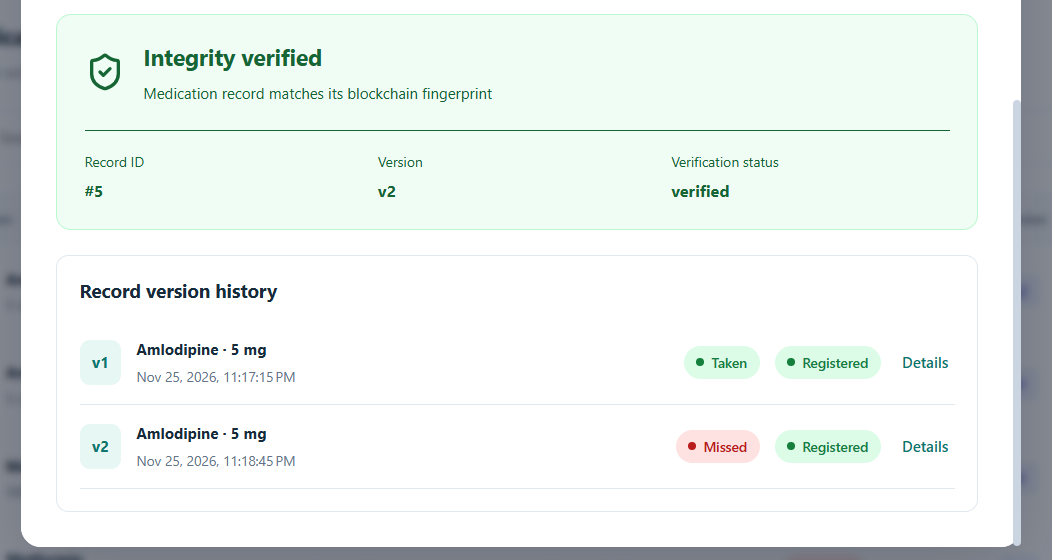 Integrity verified
Medication record matches its blockchain fingerprint
Record ID
Version
Verification status
#5
v2
verified
Record version history
v1
Amlodipine · 5 mg
Nov 25, 2026, 11:17:15 PM
Taken
Registered
Details
v2
Amlodipine · 5 mg
Nov 25, 2026, 11:18:45 PM
Missed
Registered
Details